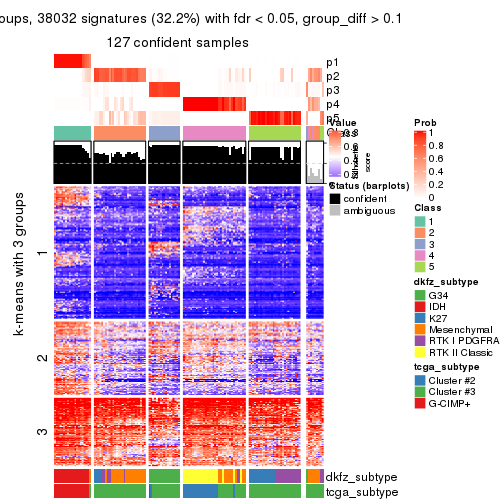 oups, 38032 signatures (32.2%) with fdr < 0.05, group_diff > 0.1
127 confident samples
p1
p2
p3
p4
p5
k-means with 3 groups
1
2
3
dkfz_subtype
tcga_subtype
Value
score
Status (barplots)
confident
ambiguous
Prob
1
0.8
0.6
0.4
0.2
0
Class
1
2
3
4
5
dkfz_subtype
G34
IDH
K27
Mesenchymal
RTK I PDGFRA
RTK II Classic
tcga_subtype
Cluster #2
Cluster #3
G-CIMP+